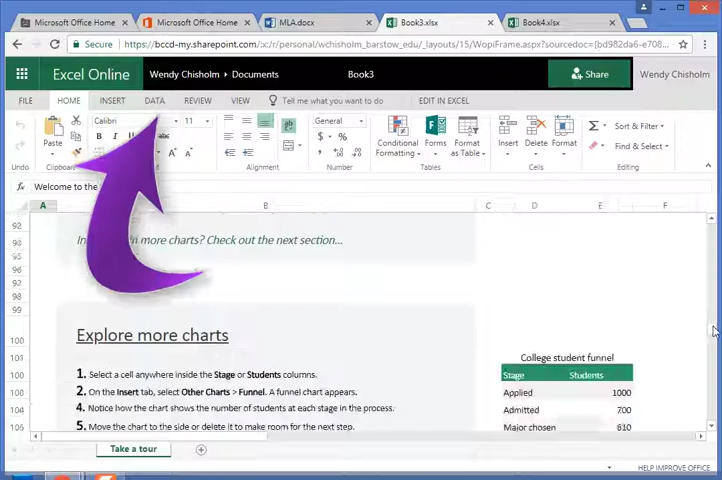 Microsoft Office Home
Microsoft Office Home
MLA.docx
Book3.xlsx
Book4.xlsx
Secure
https://bccd-my.sharepoint.com/:x:/r/personal/wchisholm_barstow_edu/_layouts/15/WopiFrame.aspx?sourcedoc={bd982da6-e708...
Excel Online
Wendy Chisholm ▸ Documents
Book3
Share
Wendy Chisholm
FILE
HOME
INSERT
DATA
REVIEW
VIEW
Tell me what you want to do
EDIT IN EXCEL
Calibri
11
General
Σ
Sort & Filter
Paste
B
abc
$ %
Conditional
Formatting
Forms
Format
as Table
Insert
Delete
Format
Find & Select
A A
Clipboard
Alignment
Number
Tables
Cells
Editing
fx
Welcome to the
A
B
C
D
E
F
92
In more charts? Check out the next section...
99
100
Explore more charts
College student funnel
1. Select a cell anywhere inside the Stage or Students columns.
Stage
Students
2. On the Insert tab, select Other Charts > Funnel. A funnel chart appears.
Applied
1000
4. Notice how the chart shows the number of students at each stage in the process.
Admitted
700
5. Move the chart to the side or delete it to make room for the next step.
Major chosen
610
Take a tour
HELP IMPROVE OFFICE